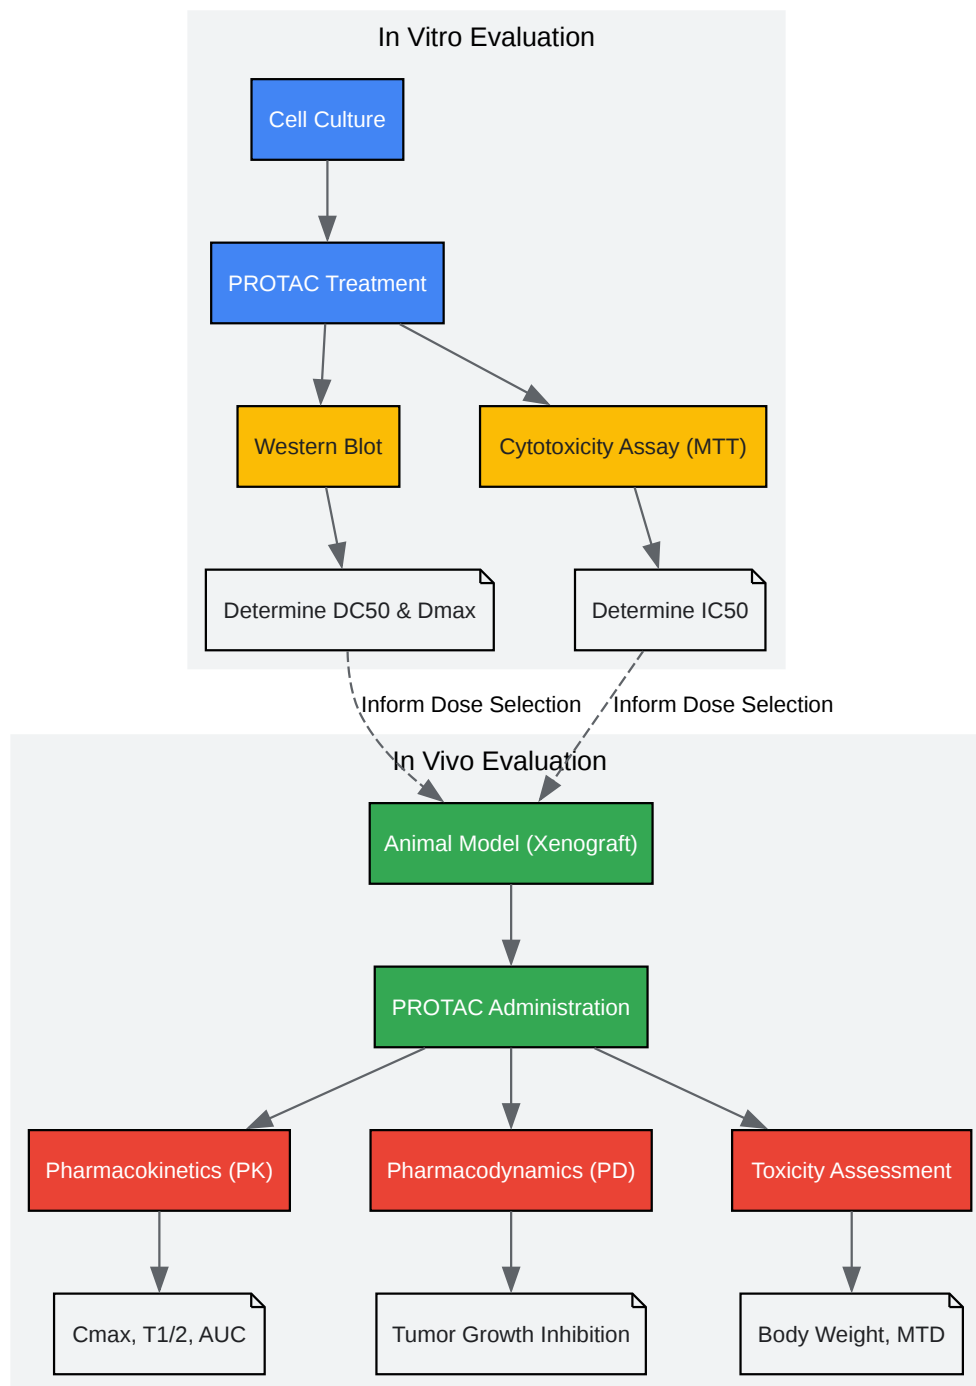 In Vitro Evaluation
Cell Culture
PROTAC Treatment
Western Blot
Cytotoxicity Assay (MTT)
Determine DC50 & Dmax
Determine IC50
Inform Dose Selection
Inform Dose Selection
In Vivo Evaluation
Animal Model (Xenograft)
PROTAC Administration
Pharmacokinetics (PK)
Pharmacodynamics (PD)
Toxicity Assessment
Cmax, T1/2, AUC
Tumor Growth Inhibition
Body Weight, MTD